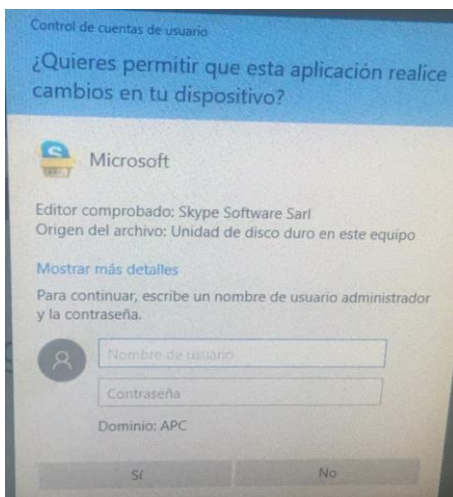 Control de cuentas de usuario
¿Quieres permitir que esta aplicación realice
cambios en tu dispositivo?
Microsoft
Editor comprobado: Skype Software Sarl
Origen del archivo: Unidad de disco duro en este equipo
Mostrar más detalles
Para continuar, escribe un nombre de usuario administrador
y la contraseña.
Nombre de usuario
Contraseña
Dominio: APC
Sí
No